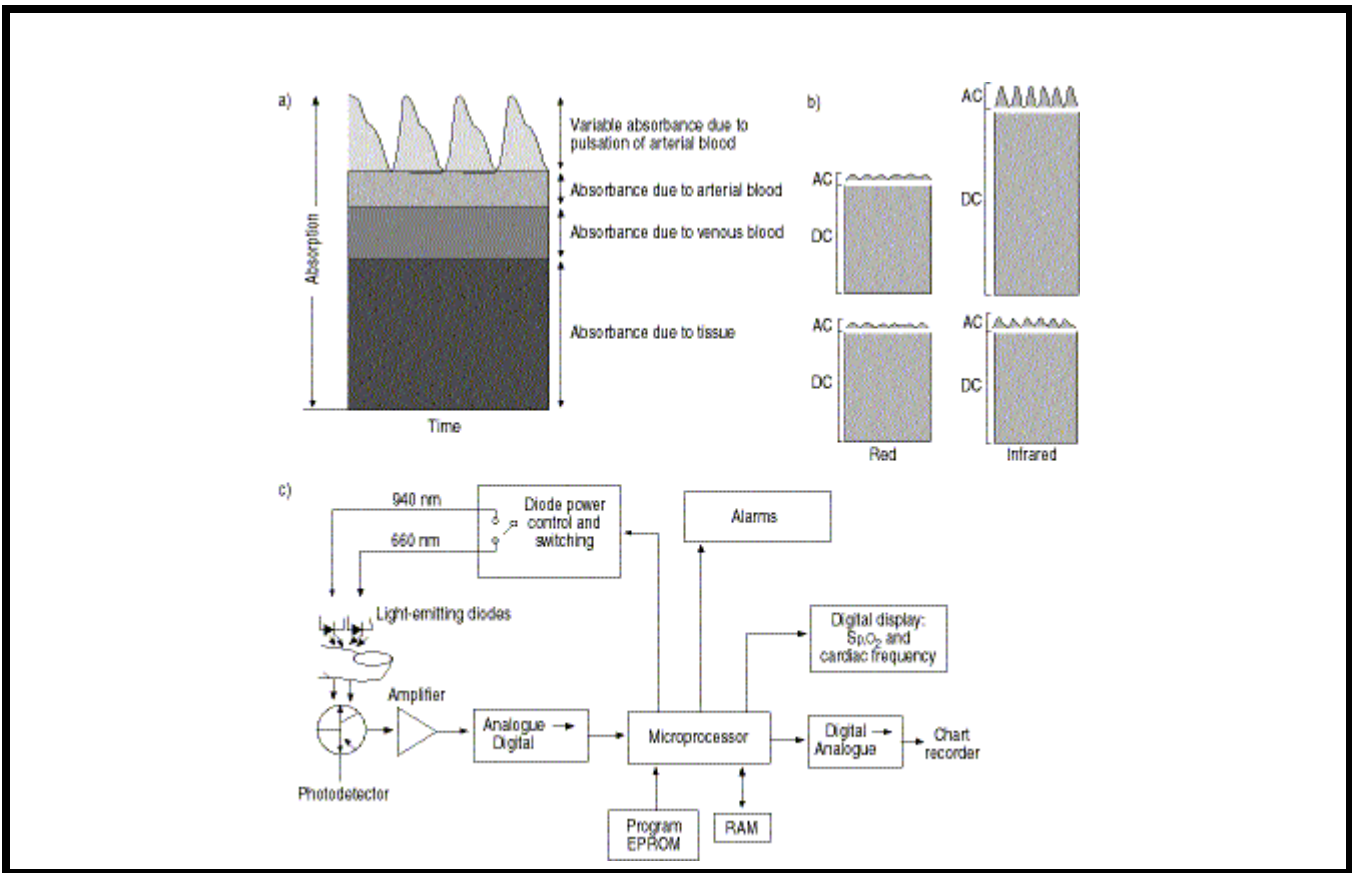 a)
Absorption
Variable absorbance due to
pulsation of arterial blood
Absorbance due to arterial blood
Absorbance due to venous blood
Absorbance due to tissue
Time
b)
AC
DC
AC
DC
AC
DC
AC
DC
Red
Infrared
c)
940 nm
660 nm
Diode power
control and
switching
Alarms
Light-emitting diodes
Digital display:
Sp,O2 and
cardiac frequency
Amplifier
Analogue →
Digital
Microprocessor
Digital →
Analogue
Chart
recorder
Photodetector
Program
EPROM
RAM